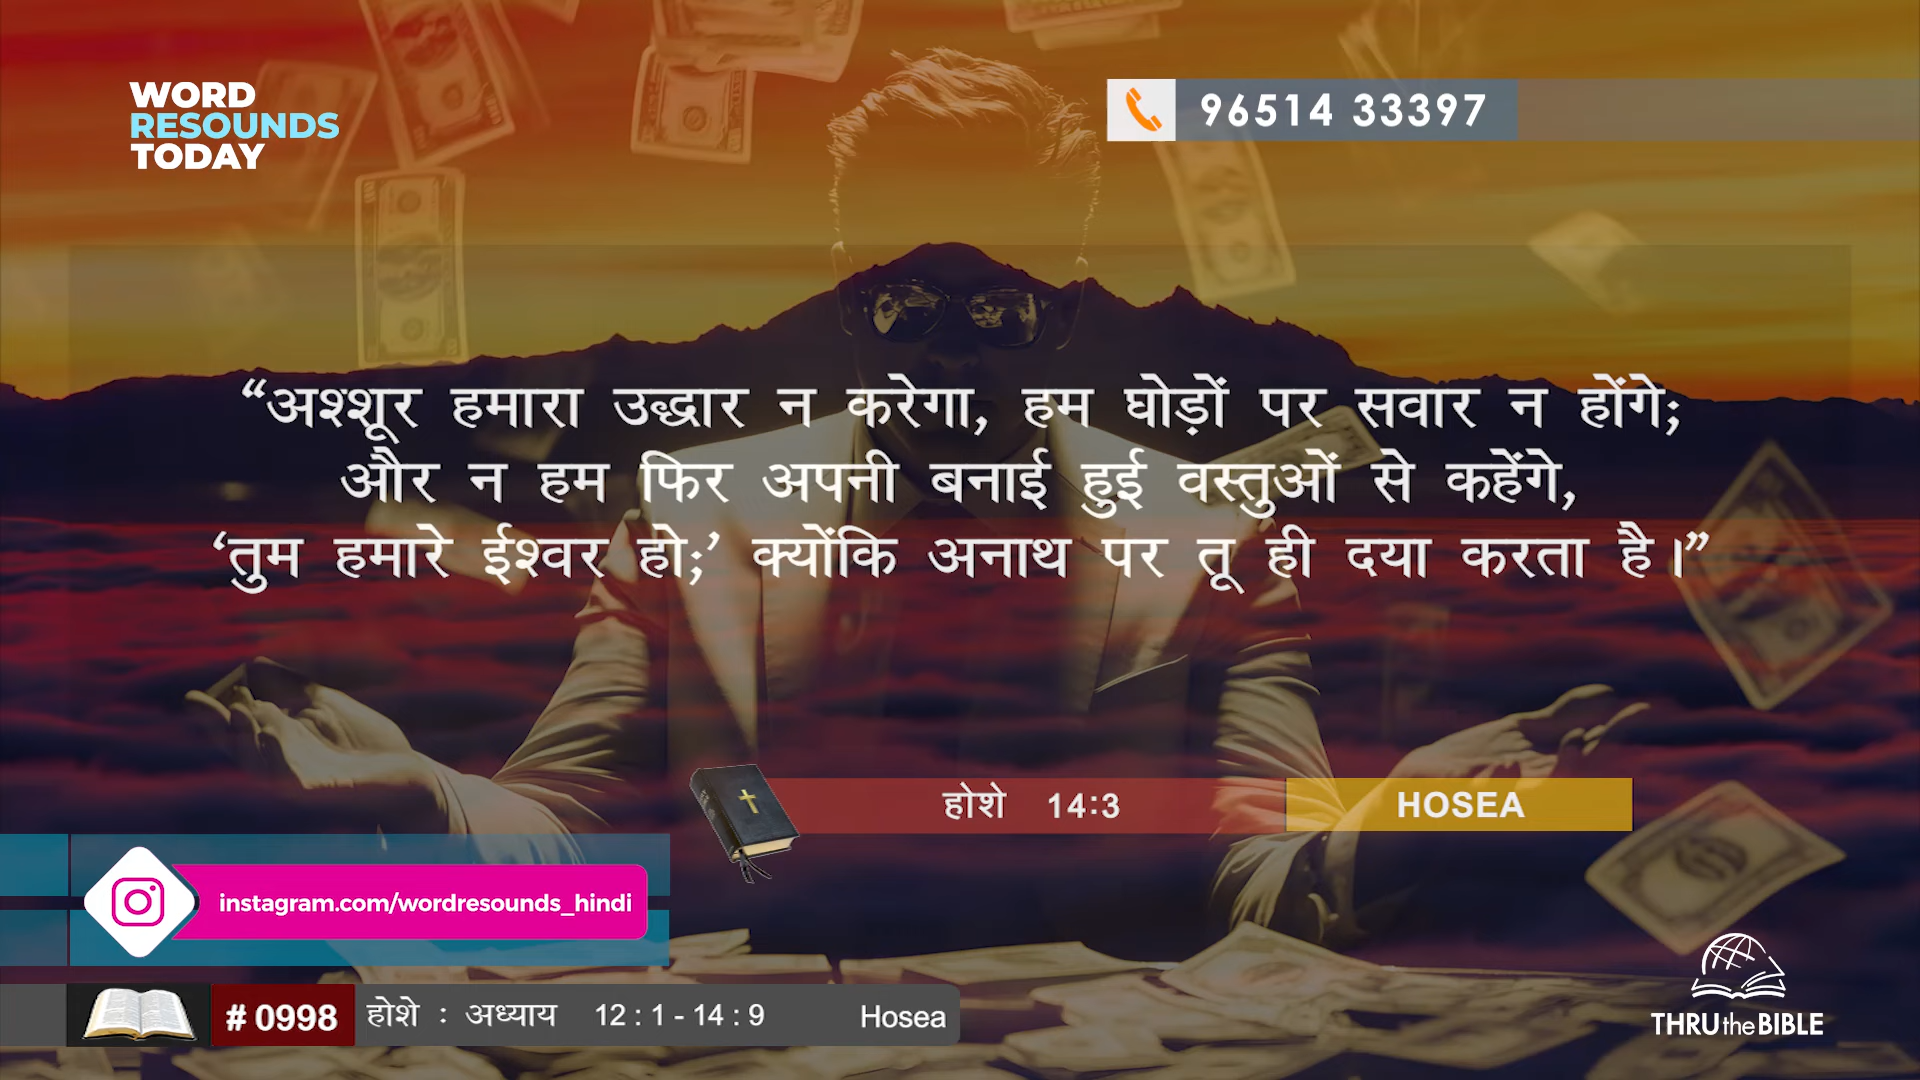 WORD
RESOUNDS
TODAY
96514 33397
“अश्शूर हमारा उद्धार न करेगा, हम घोड़ों पर सवार न होंगे;
और न हम फिर अपनी बनाई हुई वस्तुओं से कहेंगे,
‘तुम हमारे ईश्वर हो;’ क्योंकि अनाथ पर तू ही दया करता है।”
होशे 14:3
HOSEA
instagram.com/wordresounds_hindi
# 0998 होशे : अध्याय 12 : 1 - 14 : 9 Hosea
THRU the BIBLE